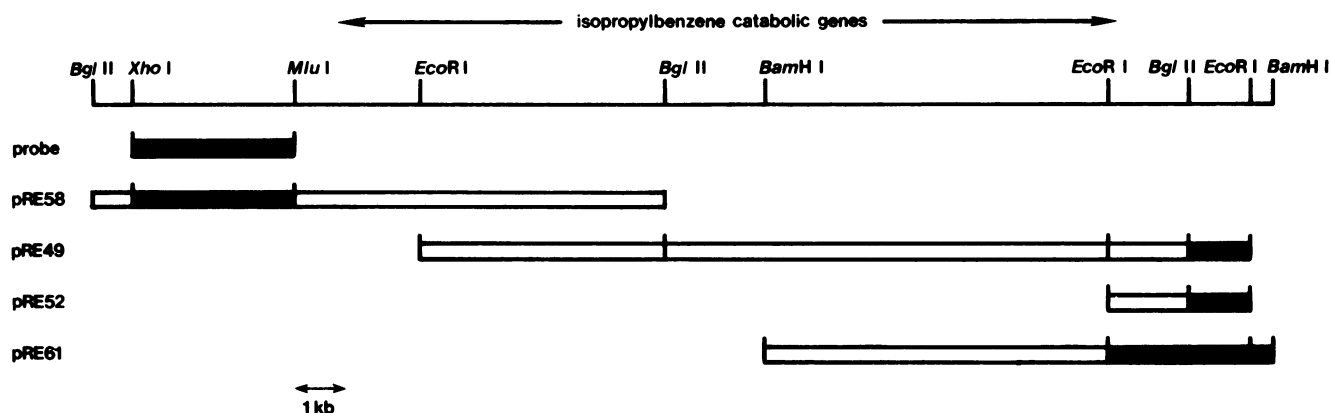 isopropylbenzene catabolic genes
Bgl II Xho I Mlu I EcoR I Bgl II BamH I EcoR I Bgl II EcoR I BamH I
probe
pRE58
pRE49
pRE52
pRE61
1 kb